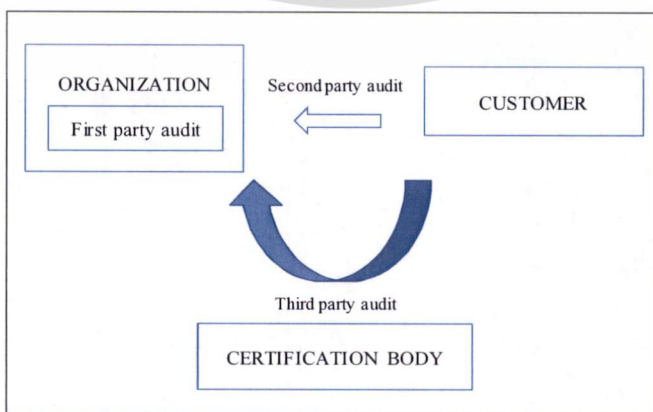 ORGANIZATION
First party audit
Second party audit
CUSTOMER
Third party audit
CERTIFICATION BODY